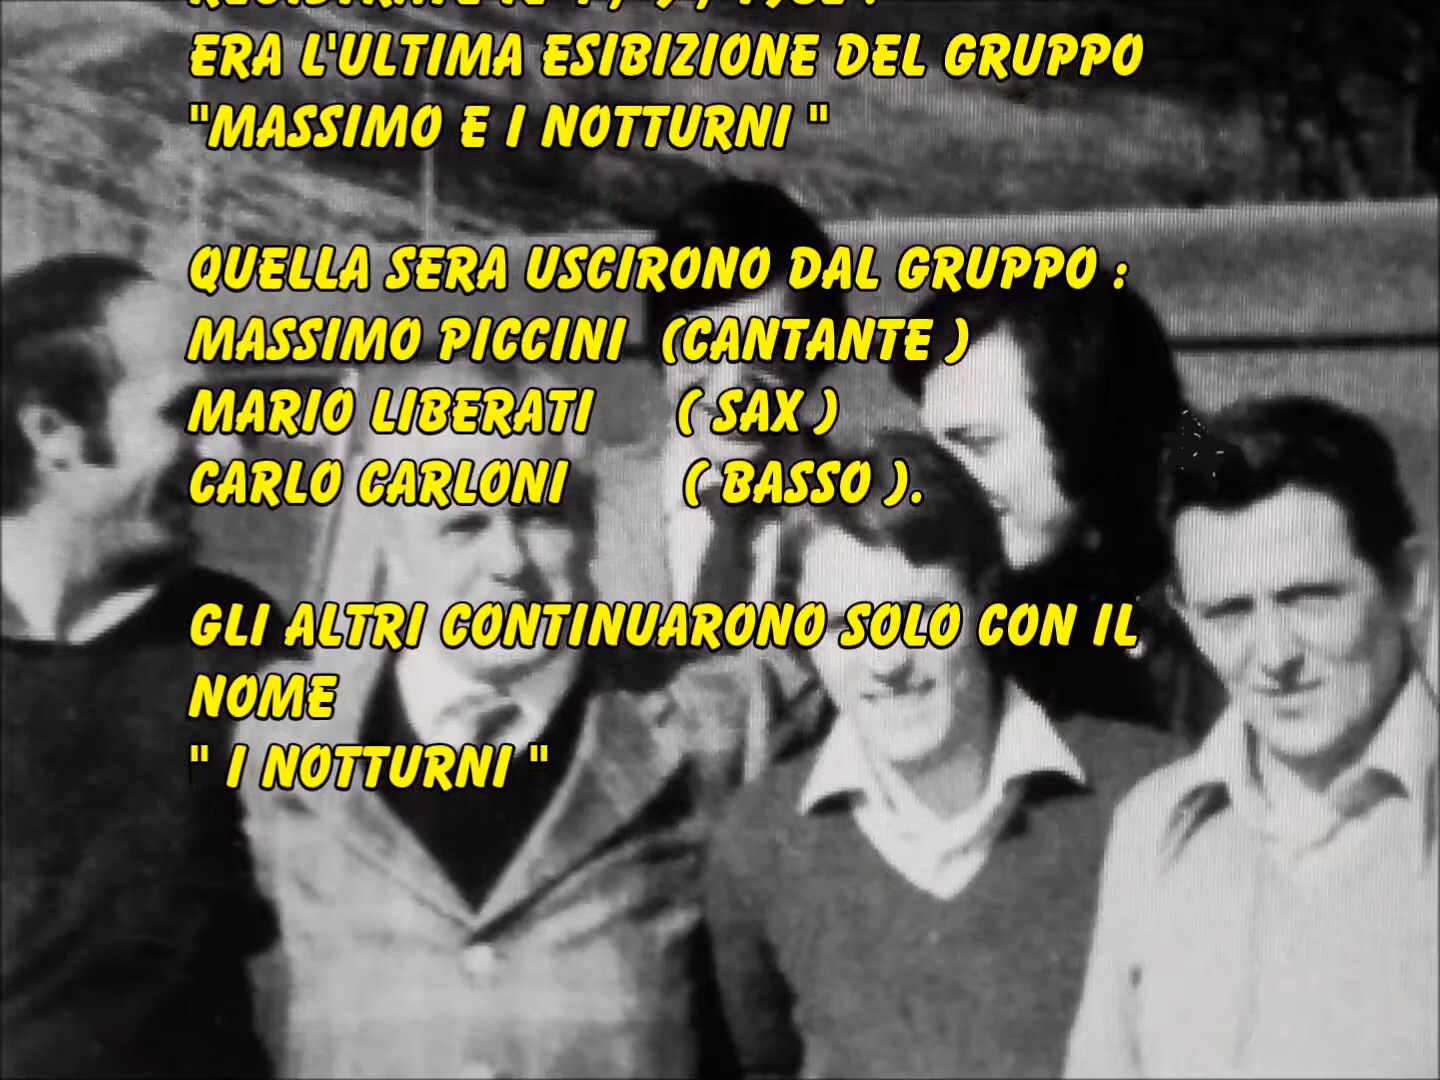 ERA L'ULTIMA ESIBIZIONE DEL GRUPPO
"MASSIMO E I NOTTURNI "
QUELLA SERA USCIRONO DAL GRUPPO :
MASSIMO PICCINI (CANTANTE )
MARIO LIBERATI ( SAX )
CARLO CARLONI ( BASSO ).
GLI ALTRI CONTINUARONO SOLO CON IL
NOME
" I NOTTURNI "